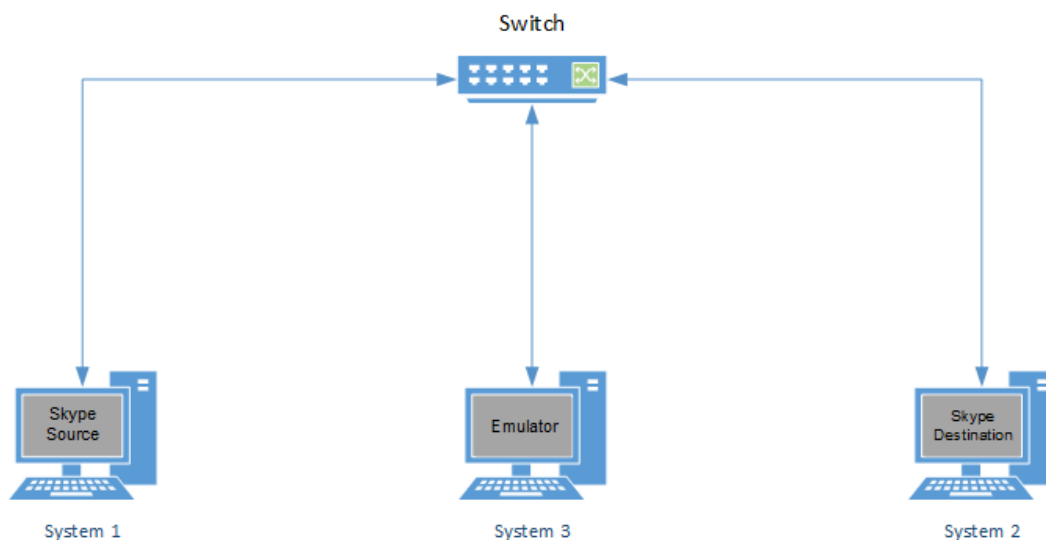 Switch
Skype
Source
Emulator
Skype
Destination
System 1
System 3
System 2